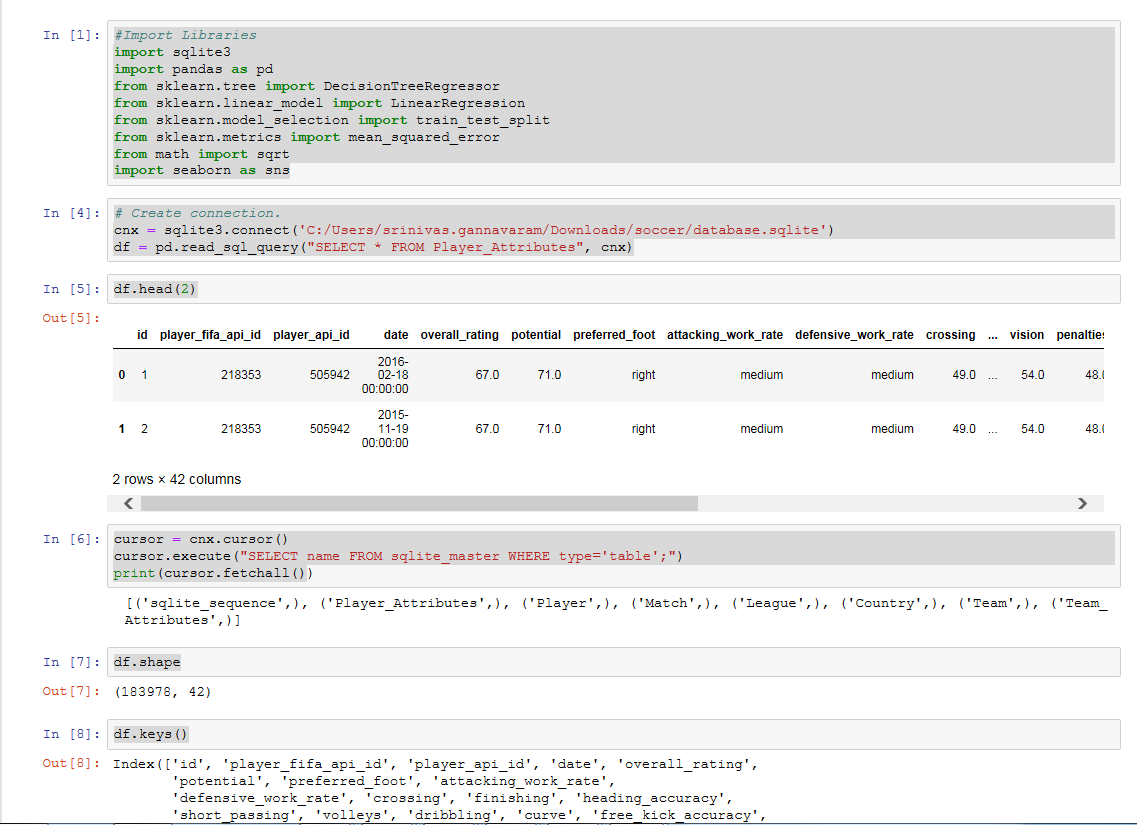 In [1]: #Import Libraries
import sqlite3
import pandas as pd
from sklearn.tree import DecisionTreeRegressor
from sklearn.linear_model import LinearRegression
from sklearn.model_selection import train_test_split
from sklearn.metrics import mean_squared_error
from math import sqrt
import seaborn as sns
In [4]: # Create connection.
cnx = sqlite3.connect('C:/Users/srinivas.gannavaram/Downloads/soccer/database.sqlite')
df = pd.read_sql_query("SELECT * FROM Player_Attributes", cnx)
In [5]: df.head(2)
Out[5]:
id player_fifa_api_id player_api_id date overall_rating potential preferred_foot attacking_work_rate defensive_work_rate crossing ... vision penalties
2016-
0 1 218353 505942 02-18 67.0 71.0 right medium medium 49.0 ... 54.0 48.0
00:00:00
2015-
1 2 218353 505942 11-19 67.0 71.0 right medium medium 49.0 ... 54.0 48.0
00:00:00
2 rows × 42 columns
In [6]: cursor = cnx.cursor()
cursor.execute("SELECT name FROM sqlite_master WHERE type='table';")
print(cursor.fetchall())
[('sqlite_sequence',), ('Player_Attributes',), ('Player',), ('Match',), ('League',), ('Country',), ('Team',), ('Team_
Attributes',)]
In [7]: df.shape
Out[7]: (183978, 42)
In [8]: df.keys()
Out[8]: Index(['id', 'player_fifa_api_id', 'player_api_id', 'date', 'overall_rating',
'potential', 'preferred_foot', 'attacking_work_rate',
'defensive_work_rate', 'crossing', 'finishing', 'heading_accuracy',
'short_passing', 'volleys', 'dribbling', 'curve', 'free_kick_accuracy',